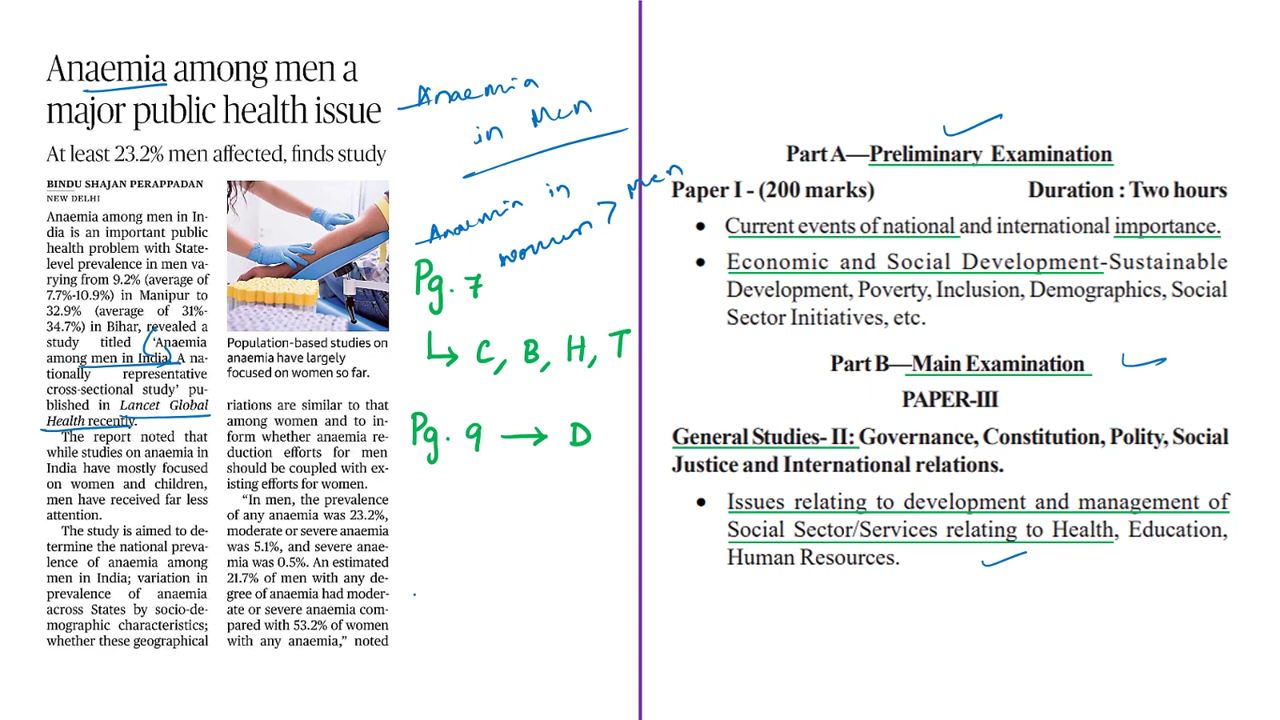 Anaemia among men a
major public health issue
At least 23.2% men affected, finds study
BINDU SHAJAN PERAPPADAN
NEW DELHI
Anaemia among men in In-
dia is an important public
health problem with State-
level prevalence in men va-
rying from 9.2% (average of
7.7%-10.9%) in Manipur to
32.9% (average of 31%-
34.7%) in Bihar, revealed a
study titled ‘Anaemia
among men in India: A na-
tionally representative
cross-sectional study’ pu-
blished in Lancet Global
Health recently.
The report noted that
while studies on anaemia in
India have mostly focused
on women and children,
men have received far less
attention.
The study is aimed to de-
termine the national preva-
lence of anaemia among
men in India; variation in
prevalence of anaemia
across States by socio-de-
mographic characteristics;
whether these geographical
Population-based studies on
anaemia have largely
focused on women so far.
riations are similar to that
among women and to in-
form whether anaemia re-
duction efforts for men
should be coupled with ex-
isting efforts for women.
“In men, the prevalence
of any anaemia was 23.2%,
moderate or severe anaemia
was 5.1%, and severe anae-
mia was 0.5%. An estimated
21.7% of men with any de-
gree of anaemia had moder-
ate or severe anaemia com-
pared with 53.2% of women
with any anaemia,” noted
Anaemia
in Men
Anaemia in
women > men
Pg. 7
↳ C, B, H, T
Pg. 9 → D
Part A—Preliminary Examination
Paper I - (200 marks) Duration : Two hours
• Current events of national and international importance.
• Economic and Social Development-Sustainable
Development, Poverty, Inclusion, Demographics, Social
Sector Initiatives, etc.
Part B—Main Examination
PAPER-III
General Studies- II: Governance, Constitution, Polity, Social
Justice and International relations.
• Issues relating to development and management of
Social Sector/Services relating to Health, Education,
Human Resources.